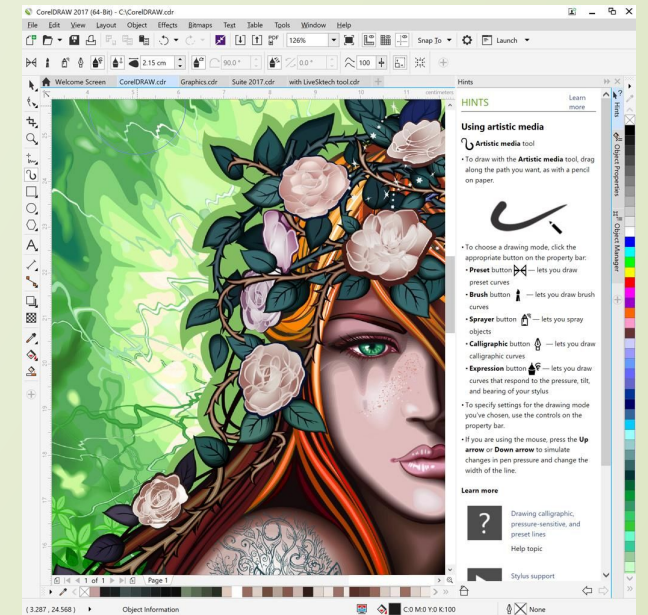 CorelDRAW 2017 (64-Bit) - C:\CorelDRAW.cdr
File Edit View Layout Object Effects Bitmaps Text Table Tools Window Help
PDF 126% Snap To Launch
2.15 cm 90.0 ° 0.0 ° 100
Welcome Screen CorelDRAW.cdr Graphics.cdr Suite 2017.cdr with LiveSktech tool.cdr
4 5 6 7 8 9 10 11 centimeters
Hints
HINTS
Learn
more
Using artistic media
Artistic media tool
• To draw with the Artistic media tool, drag
along the path you want, as with a pencil
on paper.
• To choose a drawing mode, click the
appropriate button on the property bar:
• Preset button — lets you draw
preset curves
• Brush button — lets you draw brush
curves
• Sprayer button — lets you spray
objects
• Calligraphic button — lets you draw
calligraphic curves
• Expression button — lets you draw
curves that respond to the pressure, tilt,
and bearing of your stylus
• To specify settings for the drawing mode
you've chosen, use the controls on the
property bar.
• If you are using the mouse, press the Up
arrow or Down arrow to simulate
changes in pen pressure and change the
width of the line.
Learn more
?
Drawing calligraphic,
pressure-sensitive, and
preset lines
Help topic
Stylus support
Hints
Object Properties
Object Manager
1 of 1 Page 1
( 3.287 , 24.568 ) Object Information C:0 M:0 Y:0 K:100 None